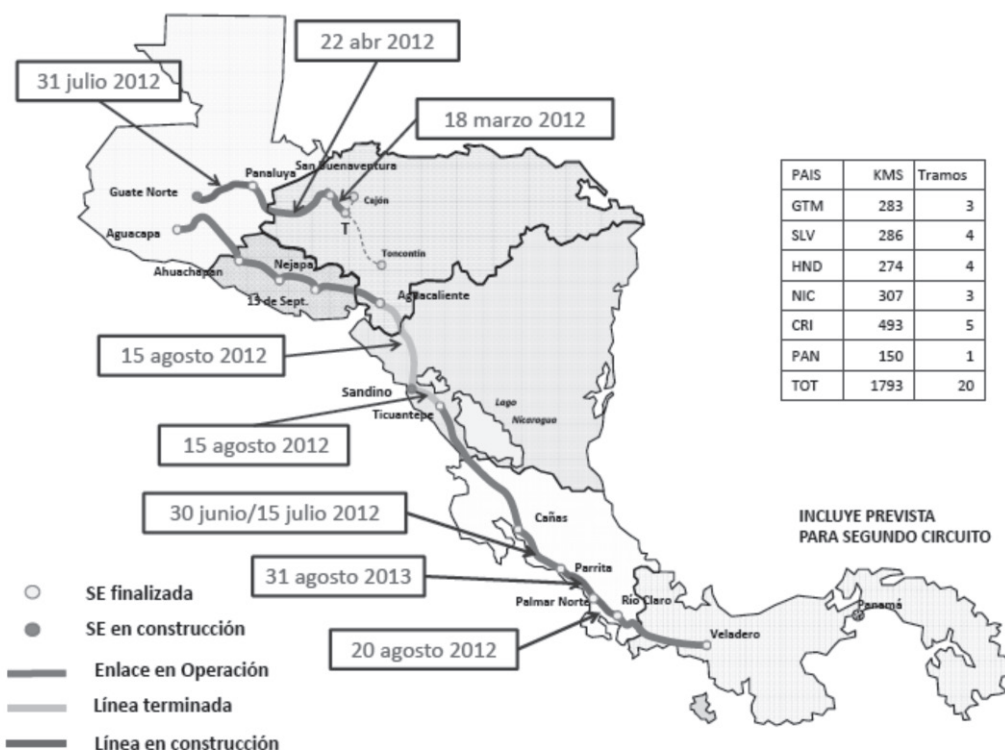 22 abr 2012
31 julio 2012
18 marzo 2012
San Buenaventura
Panaluya
Guate Norte
Cajón
T
Aguacapa
Toncontín
Ahuachapan
Nejapa
15 de Sept.
Aguacaliente
15 agosto 2012
Sandino
Ticuantepe
Lago
Nicaragua
15 agosto 2012
30 junio/15 julio 2012
Cañas
31 agosto 2013
Parrita
Palmar Norte
Río Claro
20 agosto 2012
Veladero
Panamá
PAIS KMS Tramos
GTM 283 3
SLV 286 4
HND 274 4
NIC 307 3
CRI 493 5
PAN 150 1
TOT 1793 20
INCLUYE PREVISTA
PARA SEGUNDO CIRCUITO
SE finalizada
SE en construcción
Enlace en Operación
Línea terminada
Línea en construcción